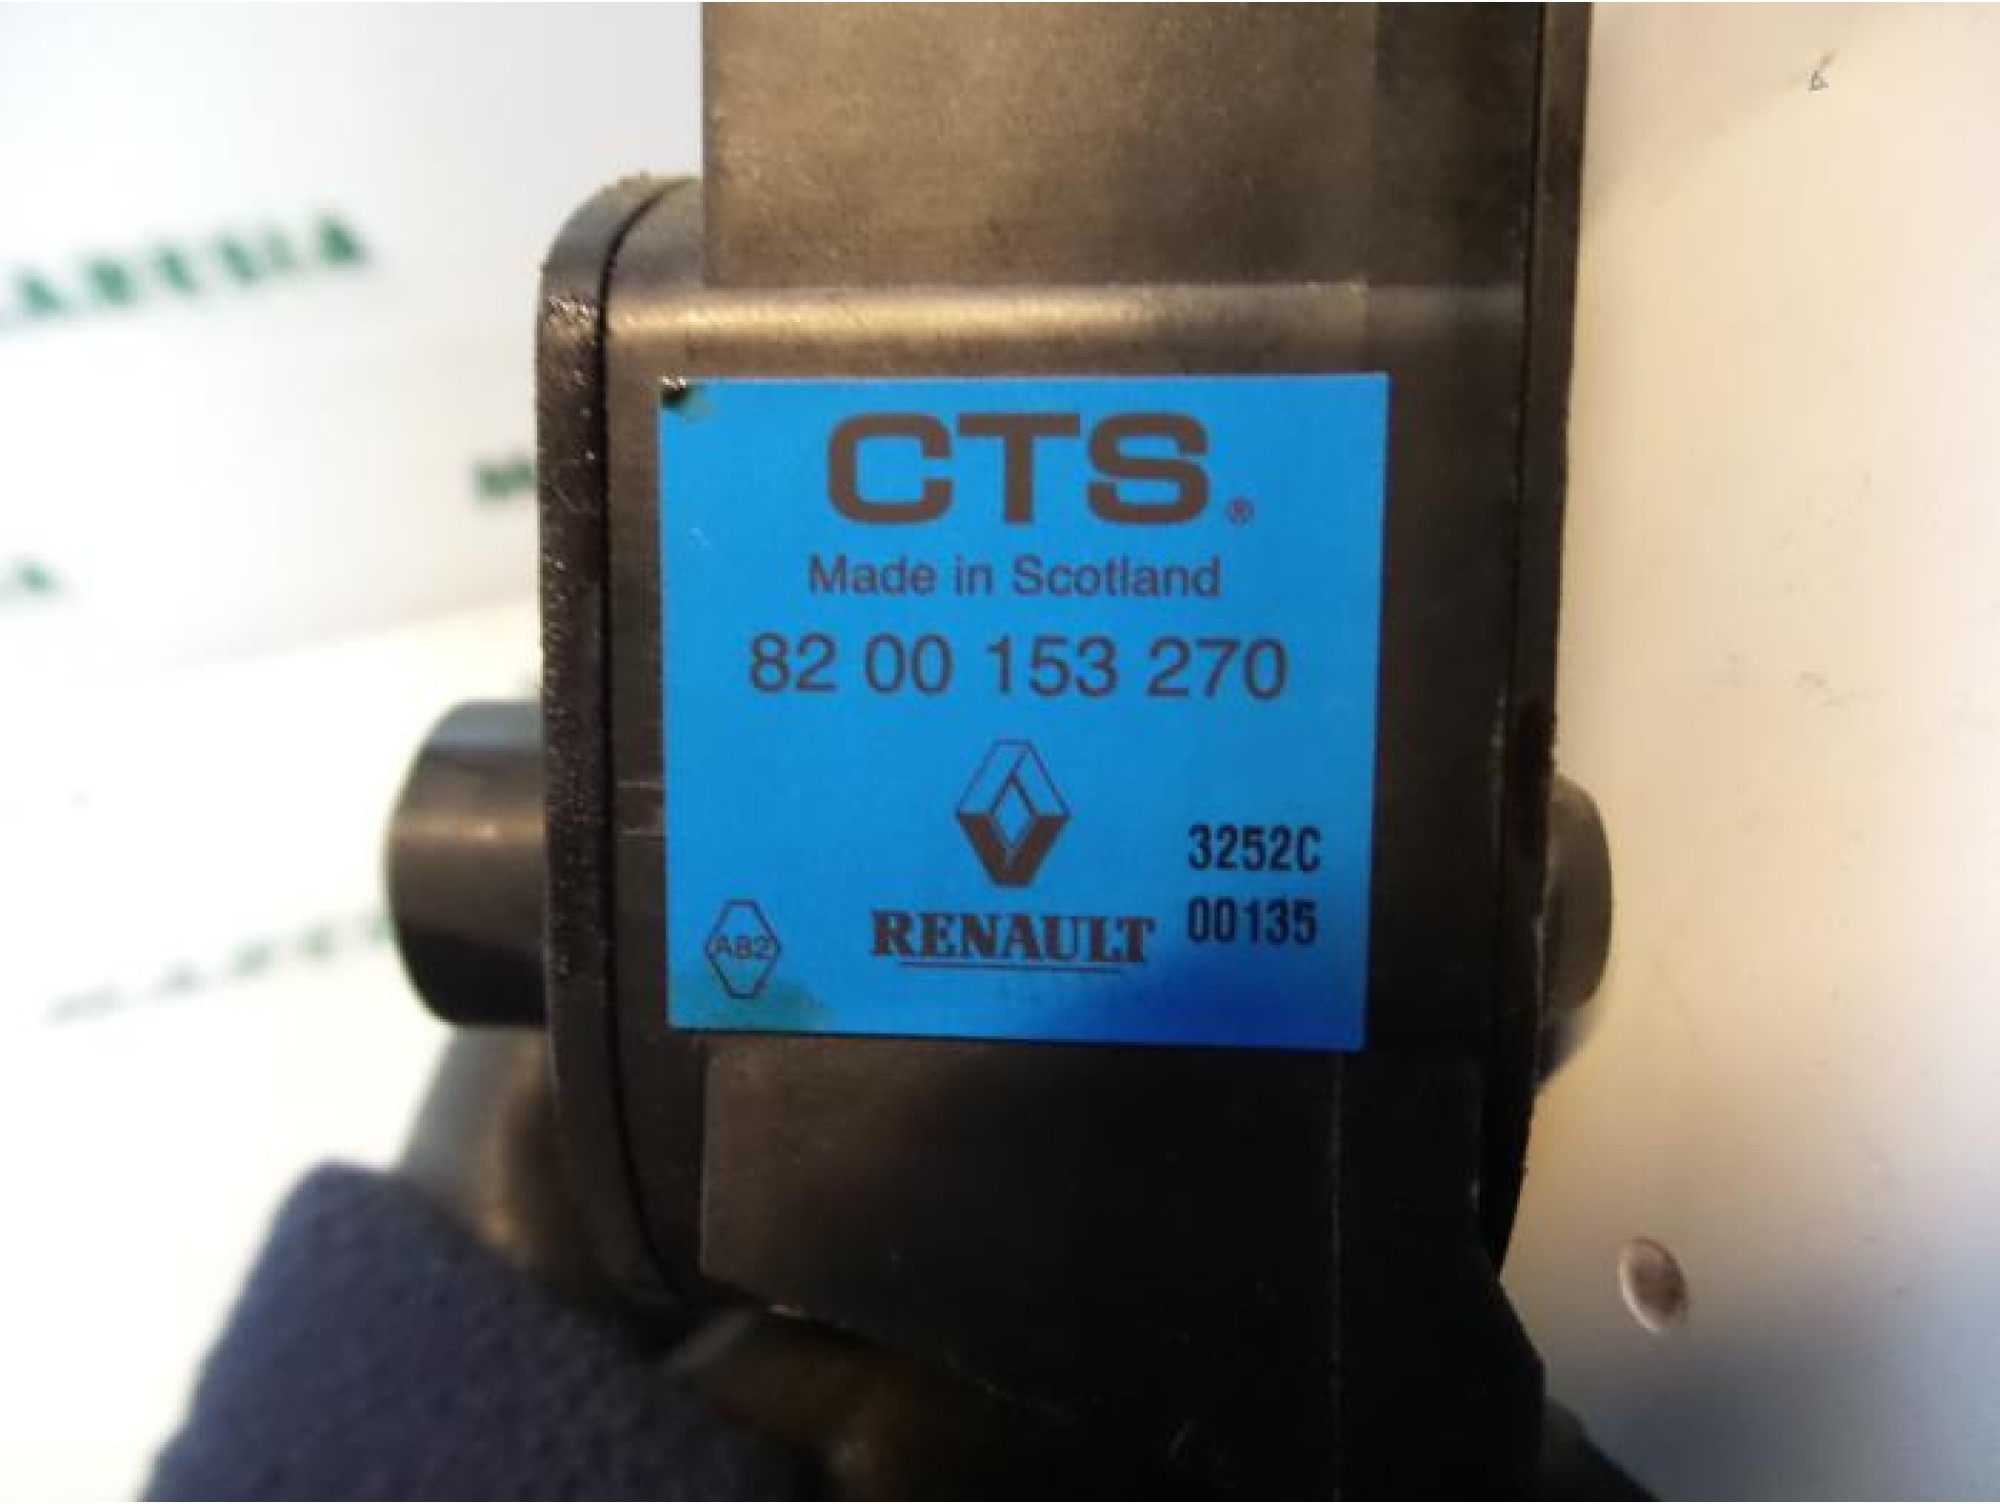 CTS®
Made in Scotland
82 00 153 270
3252C
A82
RENAULT
00135